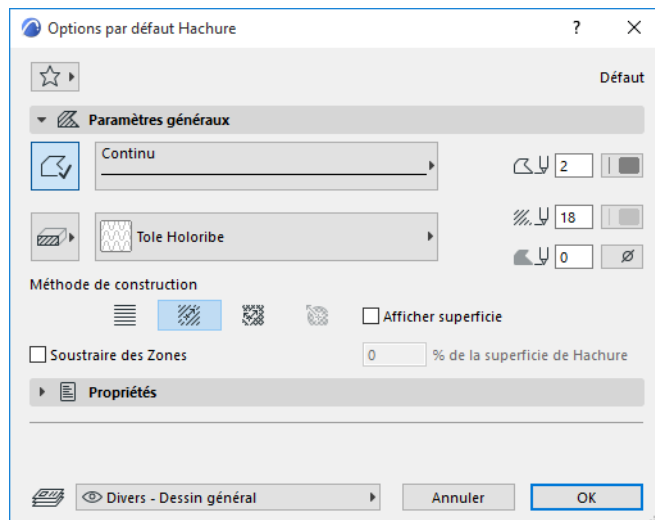 Options par défaut Hachure
?
Défaut
Paramètres généraux
Continu
2
Tole Holoribe
18
0
Méthode de construction
Afficher superficie
Soustraire des Zones
0 % de la superficie de Hachure
Propriétés
Divers - Dessin général
Annuler
OK